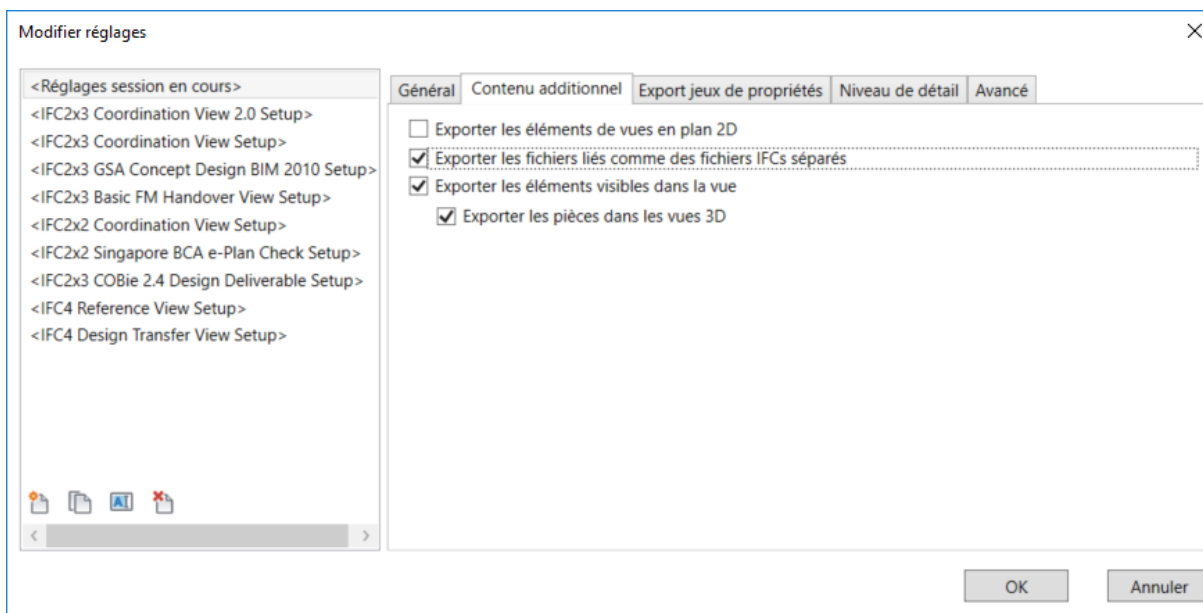 Modifier réglages
<Réglages session en cours>
<IFC2x3 Coordination View 2.0 Setup>
<IFC2x3 Coordination View Setup>
<IFC2x3 GSA Concept Design BIM 2010 Setup>
<IFC2x3 Basic FM Handover View Setup>
<IFC2x2 Coordination View Setup>
<IFC2x2 Singapore BCA e-Plan Check Setup>
<IFC2x3 COBie 2.4 Design Deliverable Setup>
<IFC4 Reference View Setup>
<IFC4 Design Transfer View Setup>
Général Contenu additionnel Export jeux de propriétés Niveau de détail Avancé
Exporter les éléments de vues en plan 2D
Exporter les fichiers liés comme des fichiers IFCs séparés
Exporter les éléments visibles dans la vue
Exporter les pièces dans les vues 3D
OK Annuler